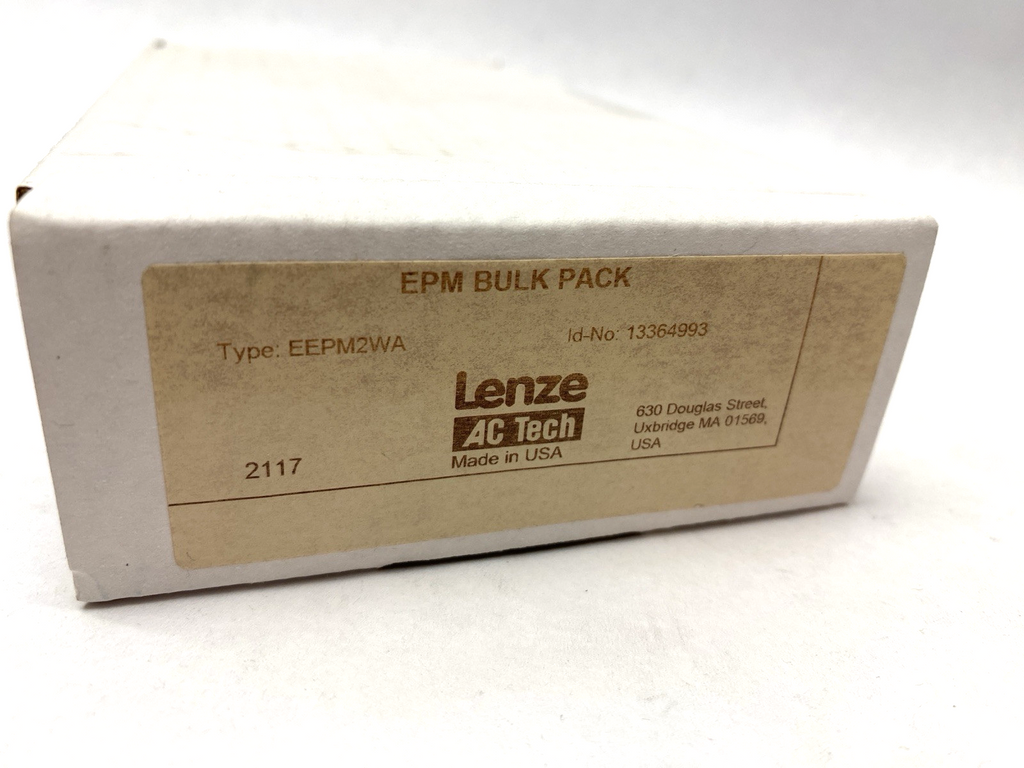 EPM BULK PACK
Type: EEPM2WA
Id-No: 13364993
Lenze
AC Tech
Made in USA
630 Douglas Street,
Uxbridge MA 01569,
USA
2117